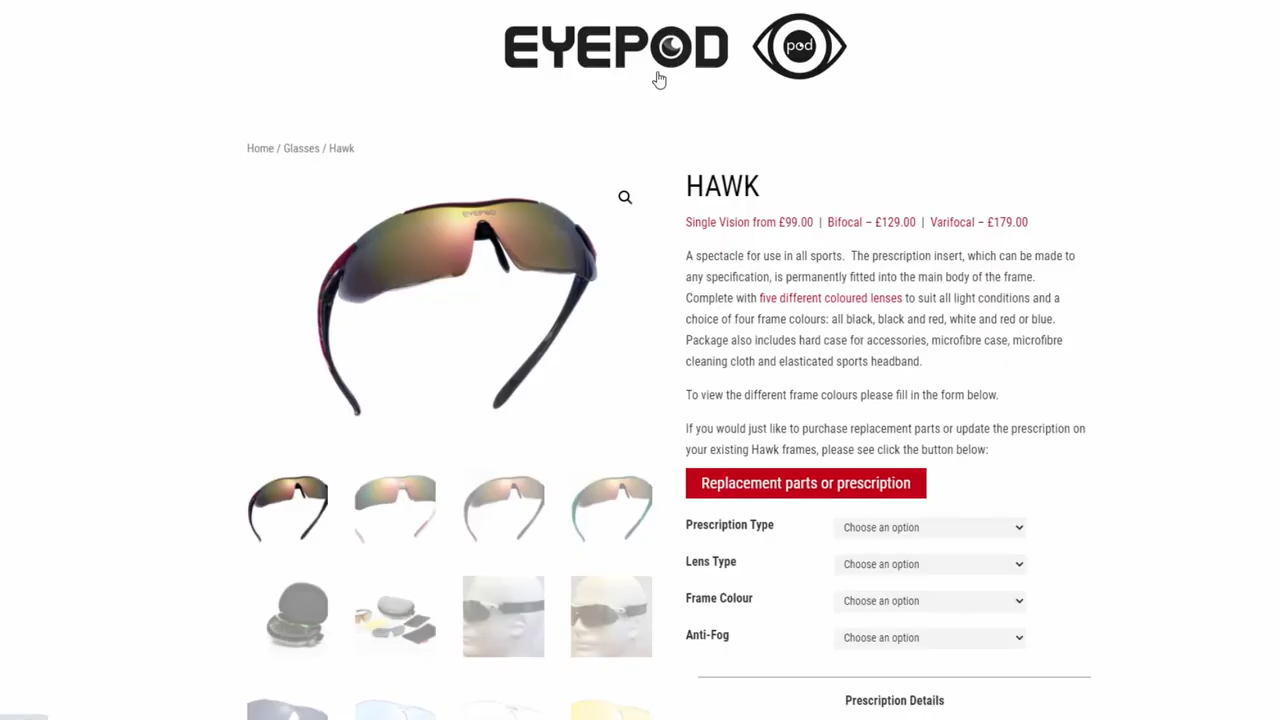 EYEPOD pod
Home / Glasses / Hawk
EYEPOD
HAWK
Single Vision from £99.00 | Bifocal – £129.00 | Varifocal – £179.00
A spectacle for use in all sports. The prescription insert, which can be made to
any specification, is permanently fitted into the main body of the frame.
Complete with five different coloured lenses to suit all light conditions and a
choice of four frame colours: all black, black and red, white and red or blue.
Package also includes hard case for accessories, microfibre case, microfibre
cleaning cloth and elasticated sports headband.
To view the different frame colours please fill in the form below.
If you would just like to purchase replacement parts or update the prescription on
your existing Hawk frames, please see click the button below:
Replacement parts or prescription
Prescription Type Choose an option
Lens Type Choose an option
Frame Colour Choose an option
Anti-Fog Choose an option
Prescription Details